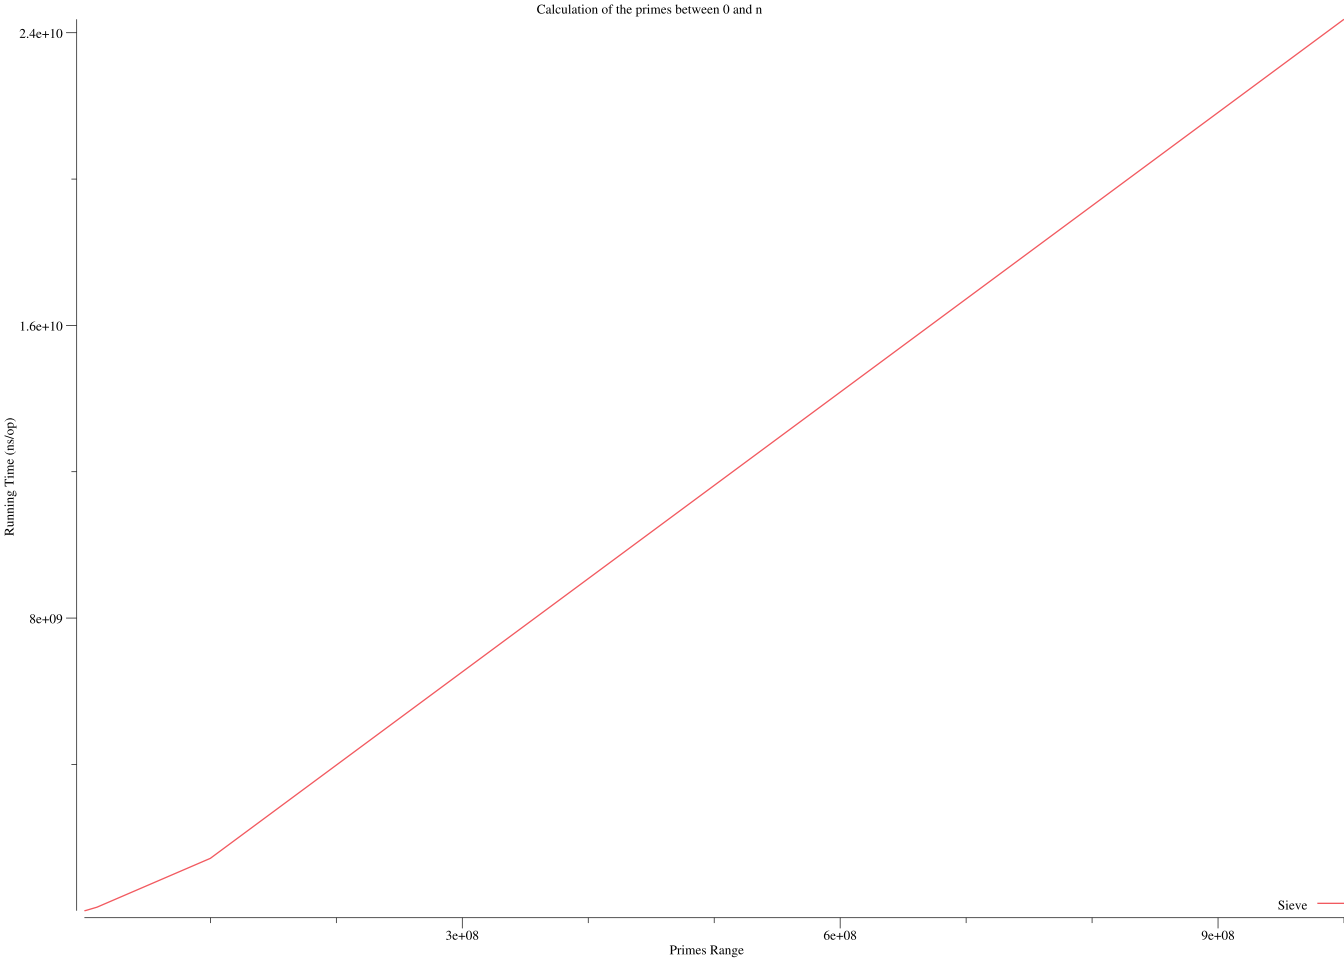 Calculation of the primes between 0 and n
2.4e+10
1.6e+10
8e+09
Running Time (ns/op)
Sieve
3e+08
6e+08
9e+08
Primes Range